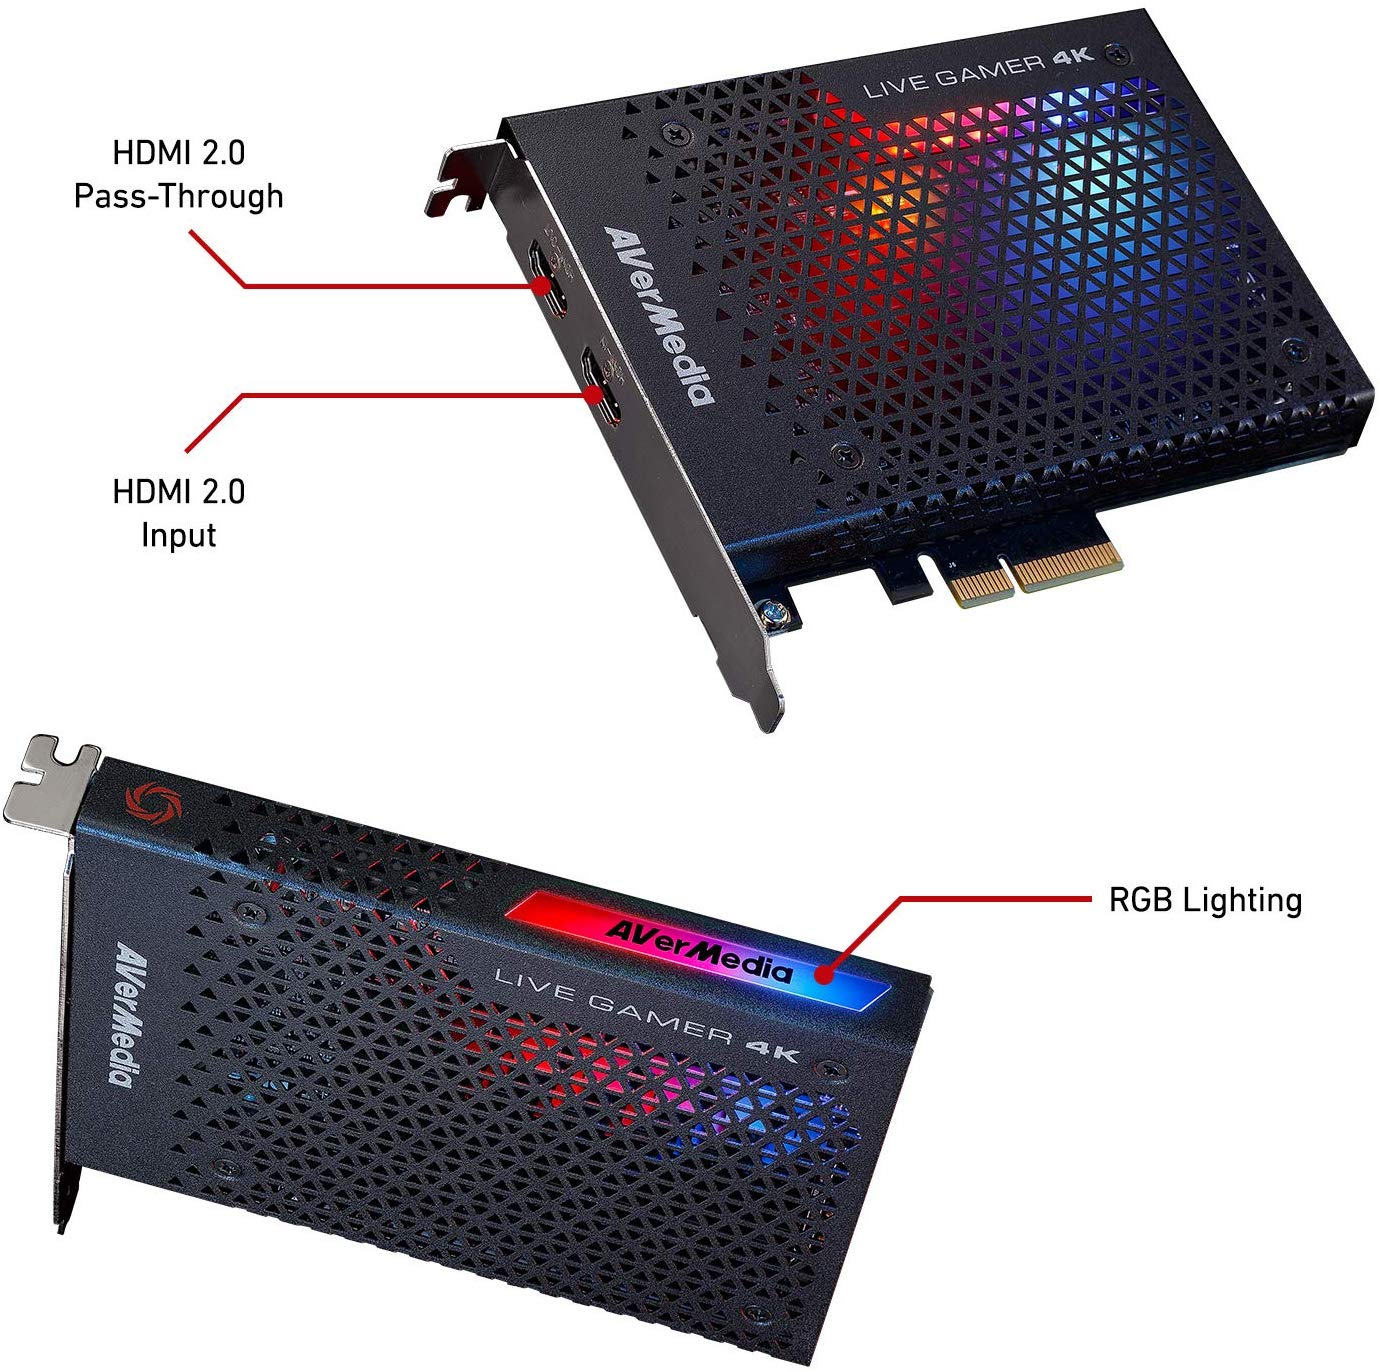 LIVE GAMER 4K
HDMI 2.0
Pass-Through
AVerMedia
HDMI 2.0
Input
J6
RGB Lighting
AVerMedia
LIVE GAMER 4K
AVerMedia